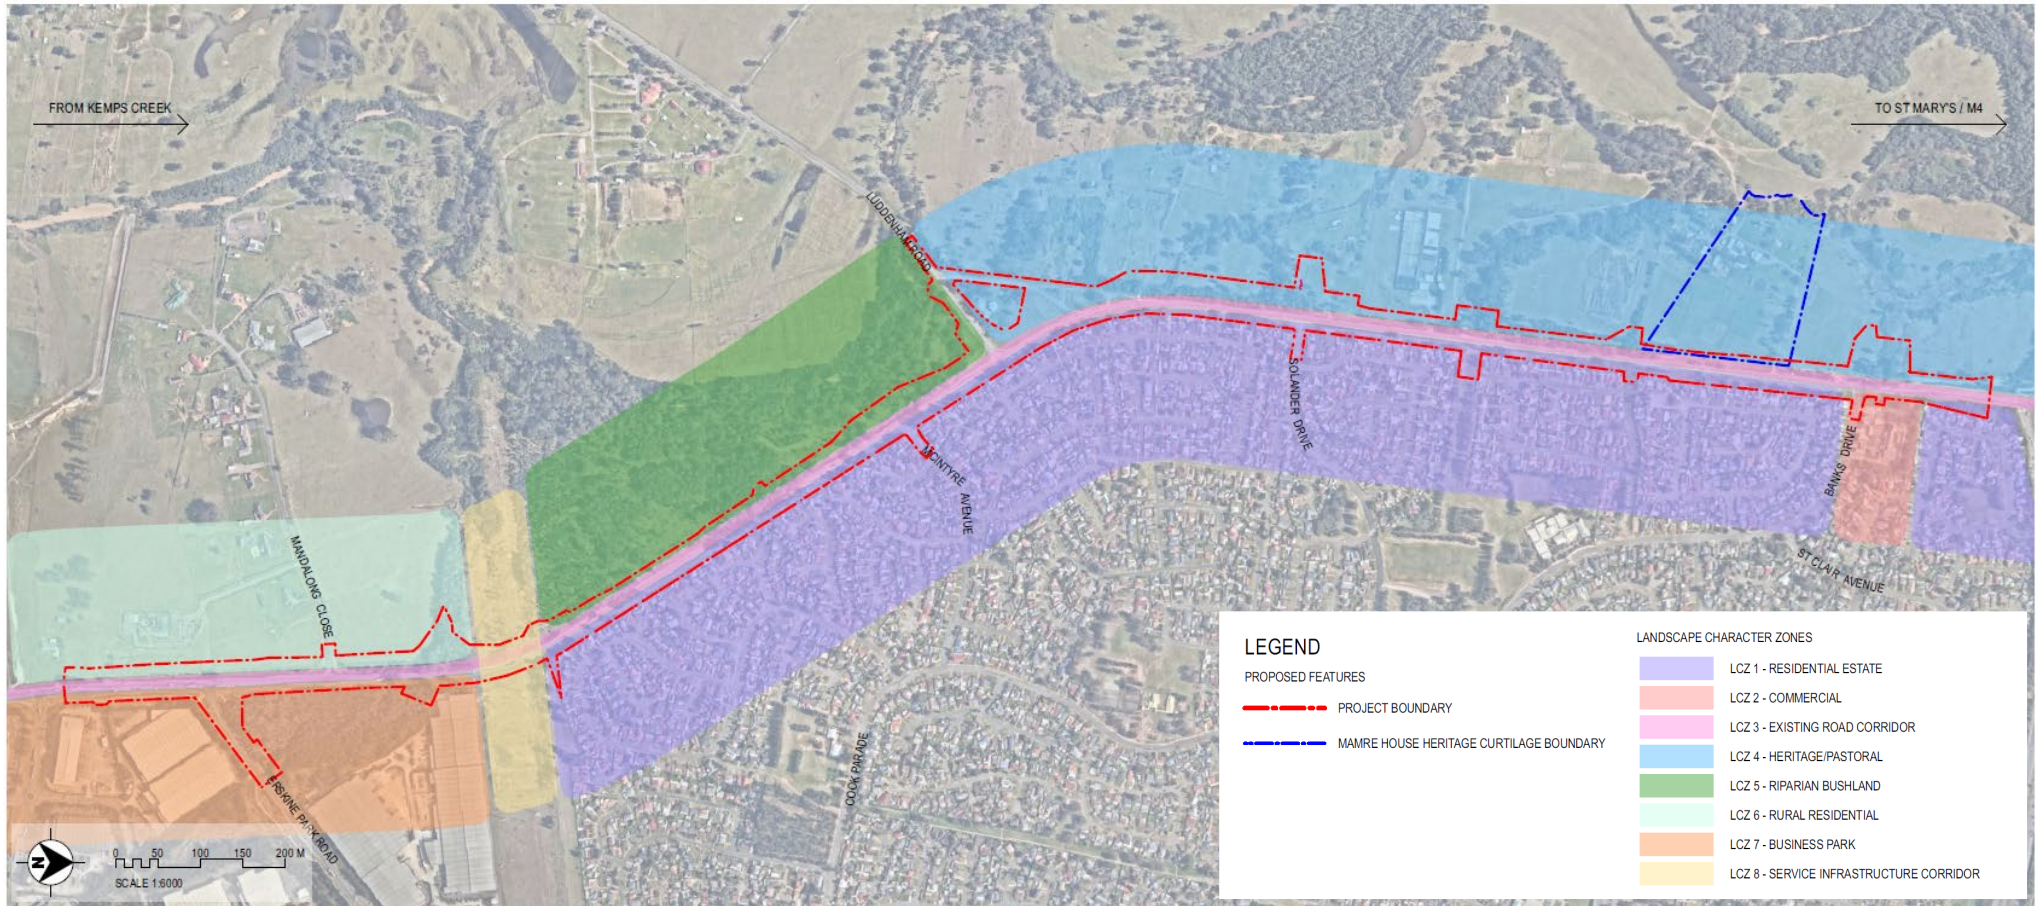 FROM KEMPS CREEK
TO ST MARY'S / M4
LUDDENHAM ROAD
SOLANDER DRIVE
MCINTYRE AVENUE
BANKS DRIVE
ST CLAIR AVENUE
MANDALONG CLOSE
COCK PARADE
ERSKINE PARK ROAD
N
0 50 100 150 200 M
SCALE 1:6000
LEGEND
PROPOSED FEATURES
PROJECT BOUNDARY
MAMRE HOUSE HERITAGE CURTILAGE BOUNDARY
LANDSCAPE CHARACTER ZONES
LCZ 1 - RESIDENTIAL ESTATE
LCZ 2 - COMMERCIAL
LCZ 3 - EXISTING ROAD CORRIDOR
LCZ 4 - HERITAGE/PASTORAL
LCZ 5 - RIPARIAN BUSHLAND
LCZ 6 - RURAL RESIDENTIAL
LCZ 7 - BUSINESS PARK
LCZ 8 - SERVICE INFRASTRUCTURE CORRIDOR